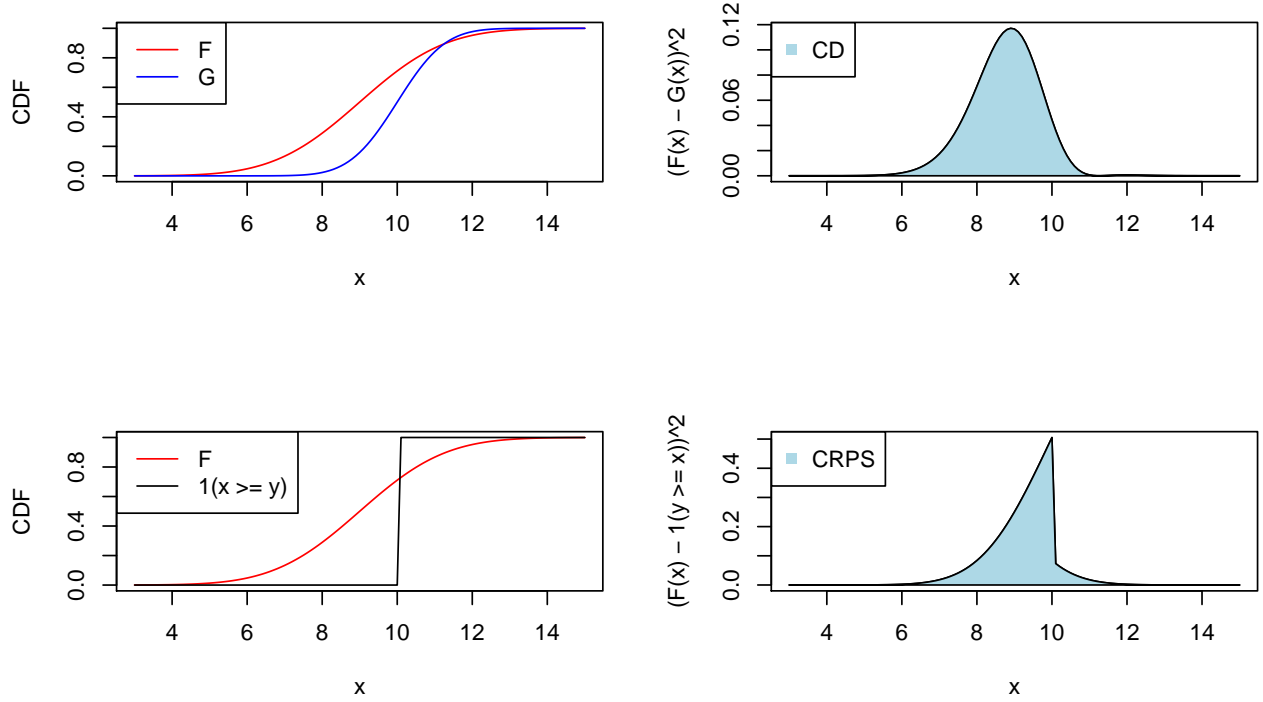 CDF
0.0 0.4 0.8
F
G
4 6 8 10 12 14
x
(F(x) − G(x))^2
0.00 0.06 0.12
CD
4 6 8 10 12 14
x
CDF
0.0 0.4 0.8
F
1(x >= y)
4 6 8 10 12 14
x
(F(x) − 1(y >= x))^2
0.0 0.2 0.4
CRPS
4 6 8 10 12 14
x